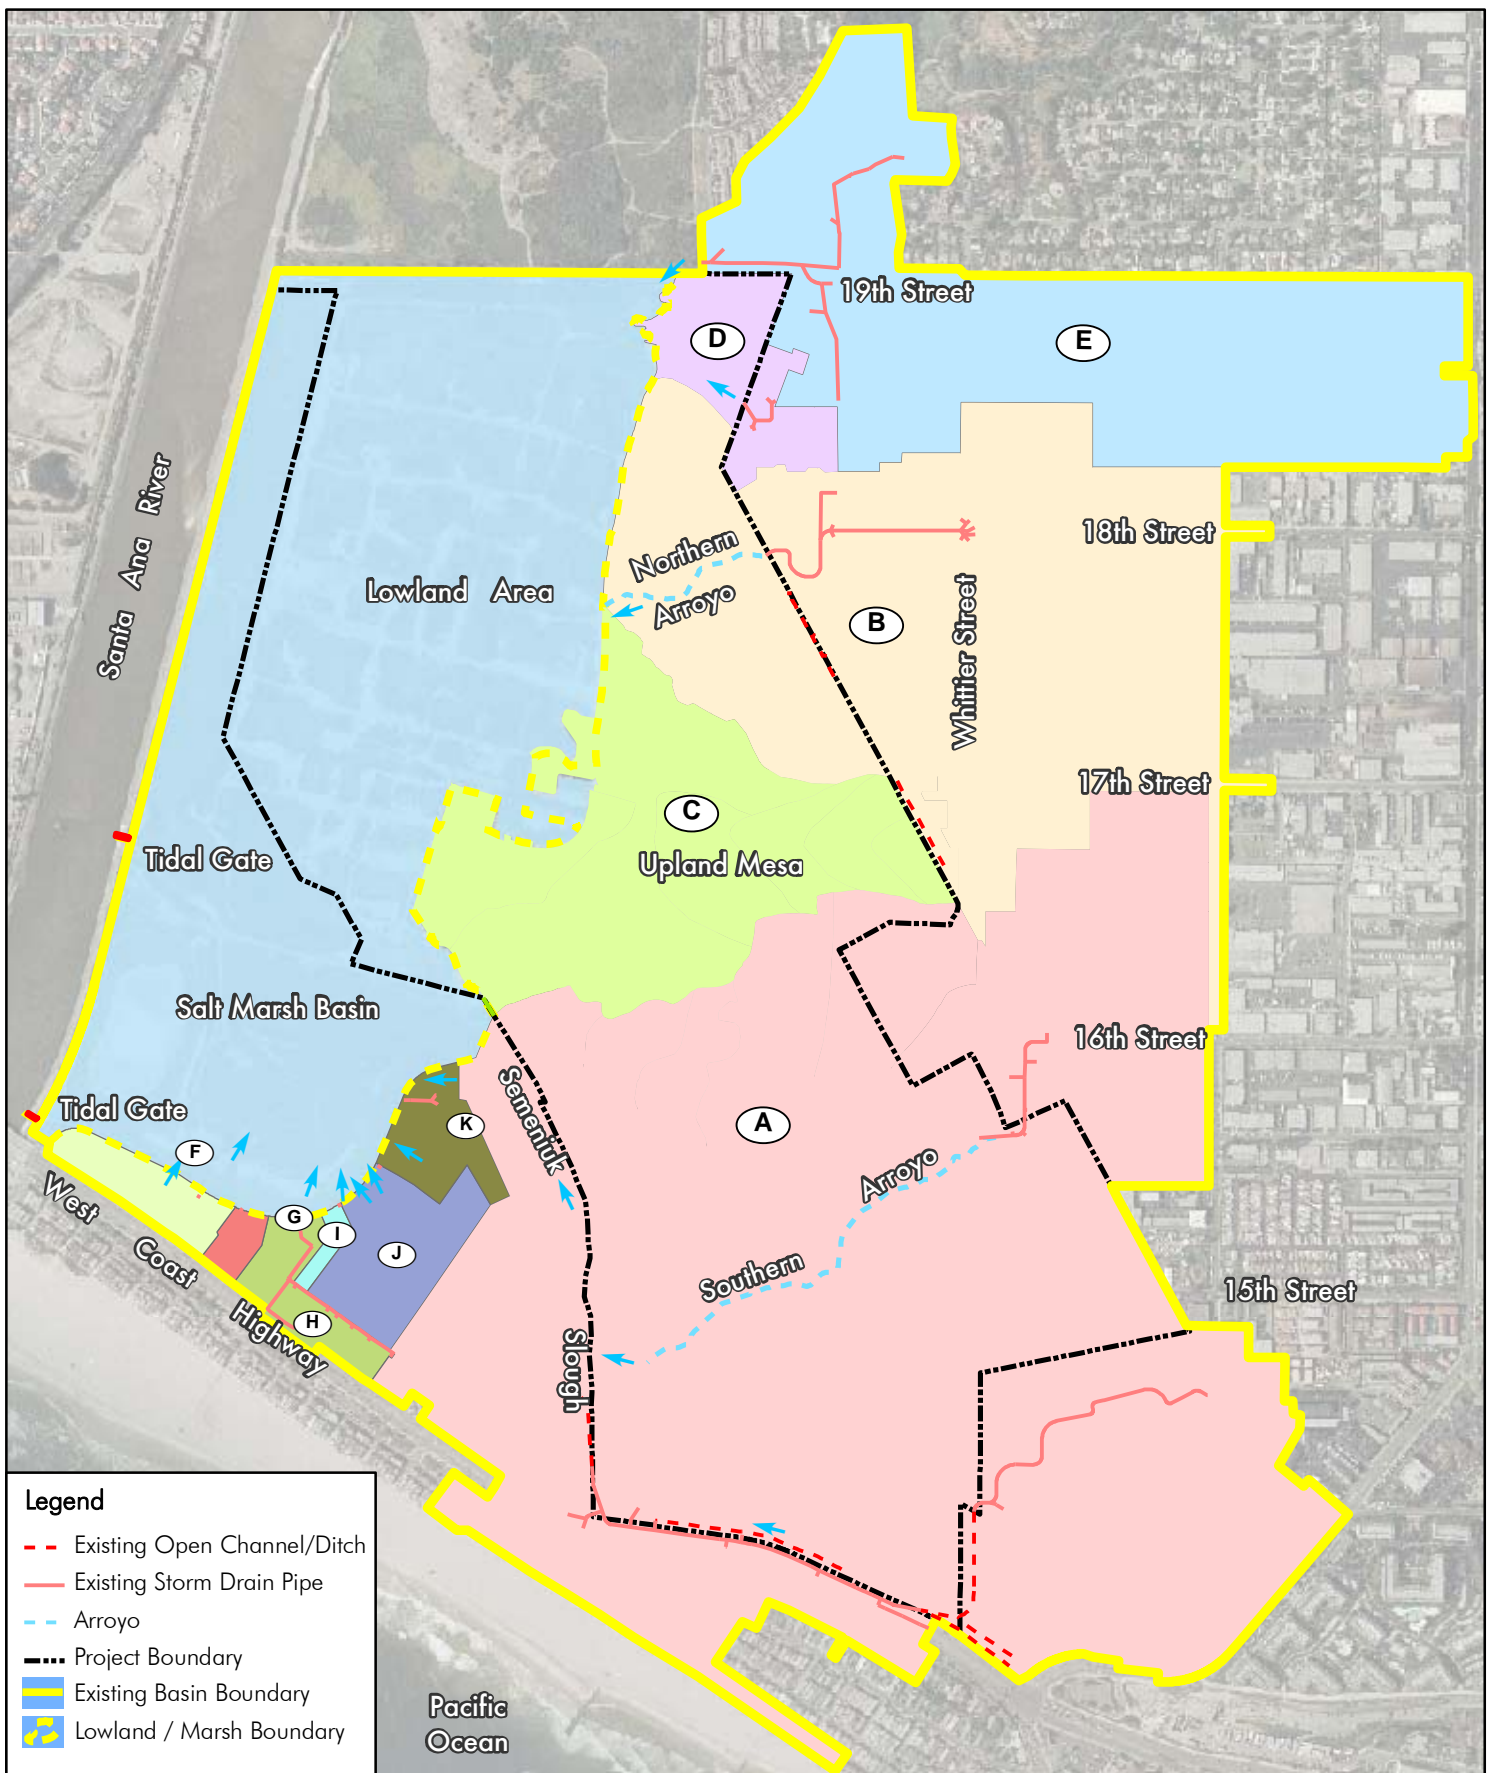 19th Street
D
E
Santa Ana River
18th Street
Northern
Arroyo
Lowland Area
B
Whittier Street
17th Street
C
Upland Mesa
Tidal Gate
Salt Marsh Basin
16th Street
Tidal Gate
Semeniuk
Slough
A
K
F
Arroyo
West
Coast
Highway
G
I
J
H
Southern
15th Street
Legend
Existing Open Channel/Ditch
Existing Storm Drain Pipe
Arroyo
Project Boundary
Existing Basin Boundary
Lowland / Marsh Boundary
Pacific
Ocean